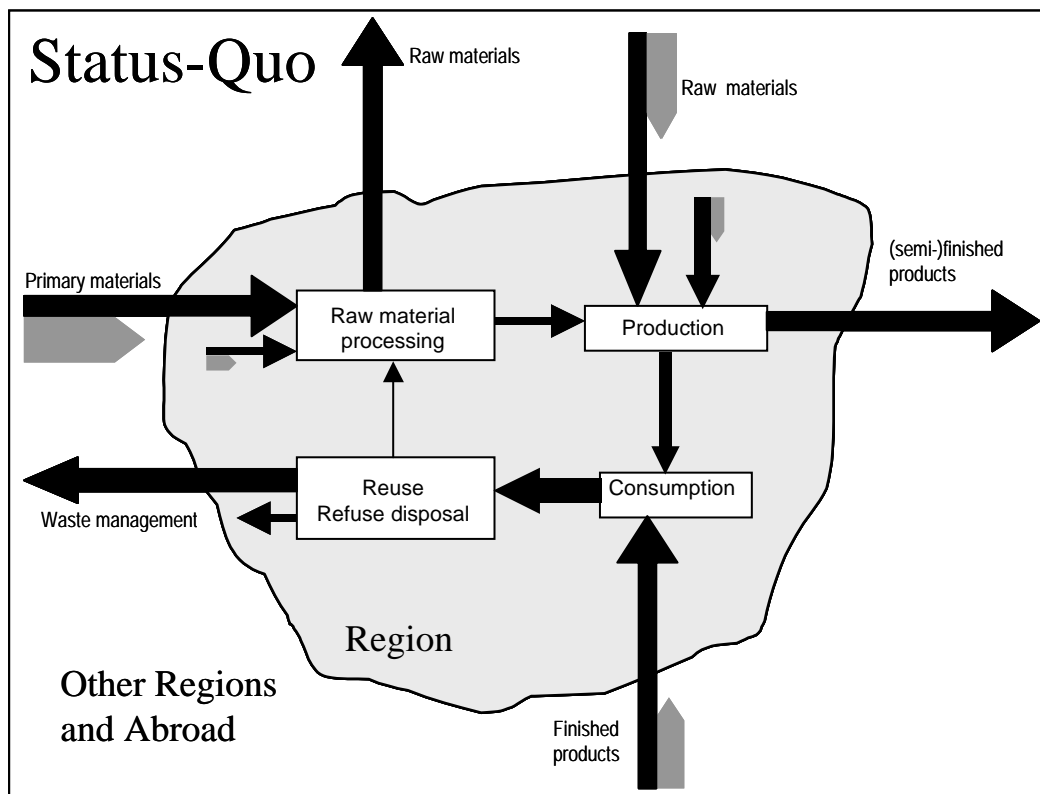 Status-Quo
Raw materials
Raw materials
(semi-)finished
products
Primary materials
Raw material
processing
Production
Reuse
Refuse disposal
Consumption
Waste management
Region
Other Regions
and Abroad
Finished
products